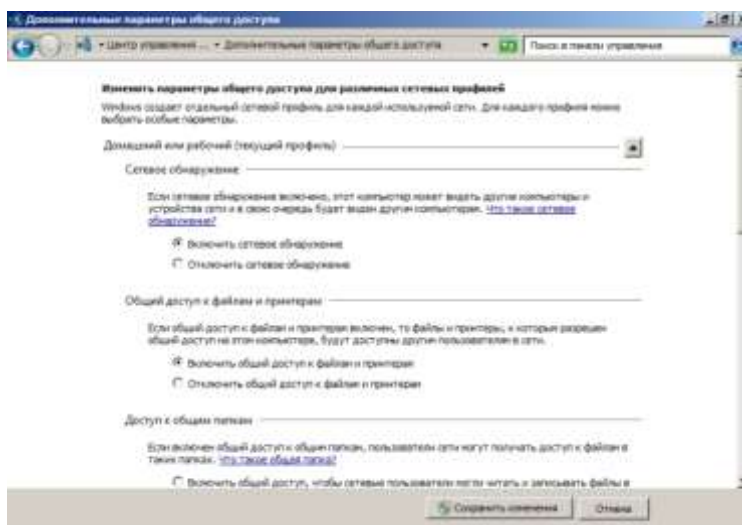 Дополнительные параметры общего доступа
Центр управления ... Дополнительные параметры общего доступа
Поиск в панели управления
Изменить параметры общего доступа для различных сетевых профилей
Windows создает отдельный сетевой профиль для каждой используемой сети. Для каждого профиля можно
выбрать особые параметры.
Домашний или рабочий (текущий профиль)
Сетевое обнаружение
Если сетевое обнаружение включено, этот компьютер может видеть другие компьютеры и
устройства сети и в свою очередь будет виден другим компьютерам. Что такое сетевое
обнаружение?
Включить сетевое обнаружение
Отключить сетевое обнаружение
Общий доступ к файлам и принтерам
Если общий доступ к файлам и принтерам включен, то файлы и принтеры, к которым разрешен
общий доступ на этом компьютере, будут доступны другим пользователям в сети.
Включить общий доступ к файлам и принтерам
Отключить общий доступ к файлам и принтерам
Доступ к общим папкам
Если включен общий доступ к общим папкам, пользователи сети могут получать доступ к файлам в
таких папках. Что такое общая папка?
Включить общий доступ, чтобы сетевые пользователи могли читать и записывать файлы в
Сохранить изменения
Отмена